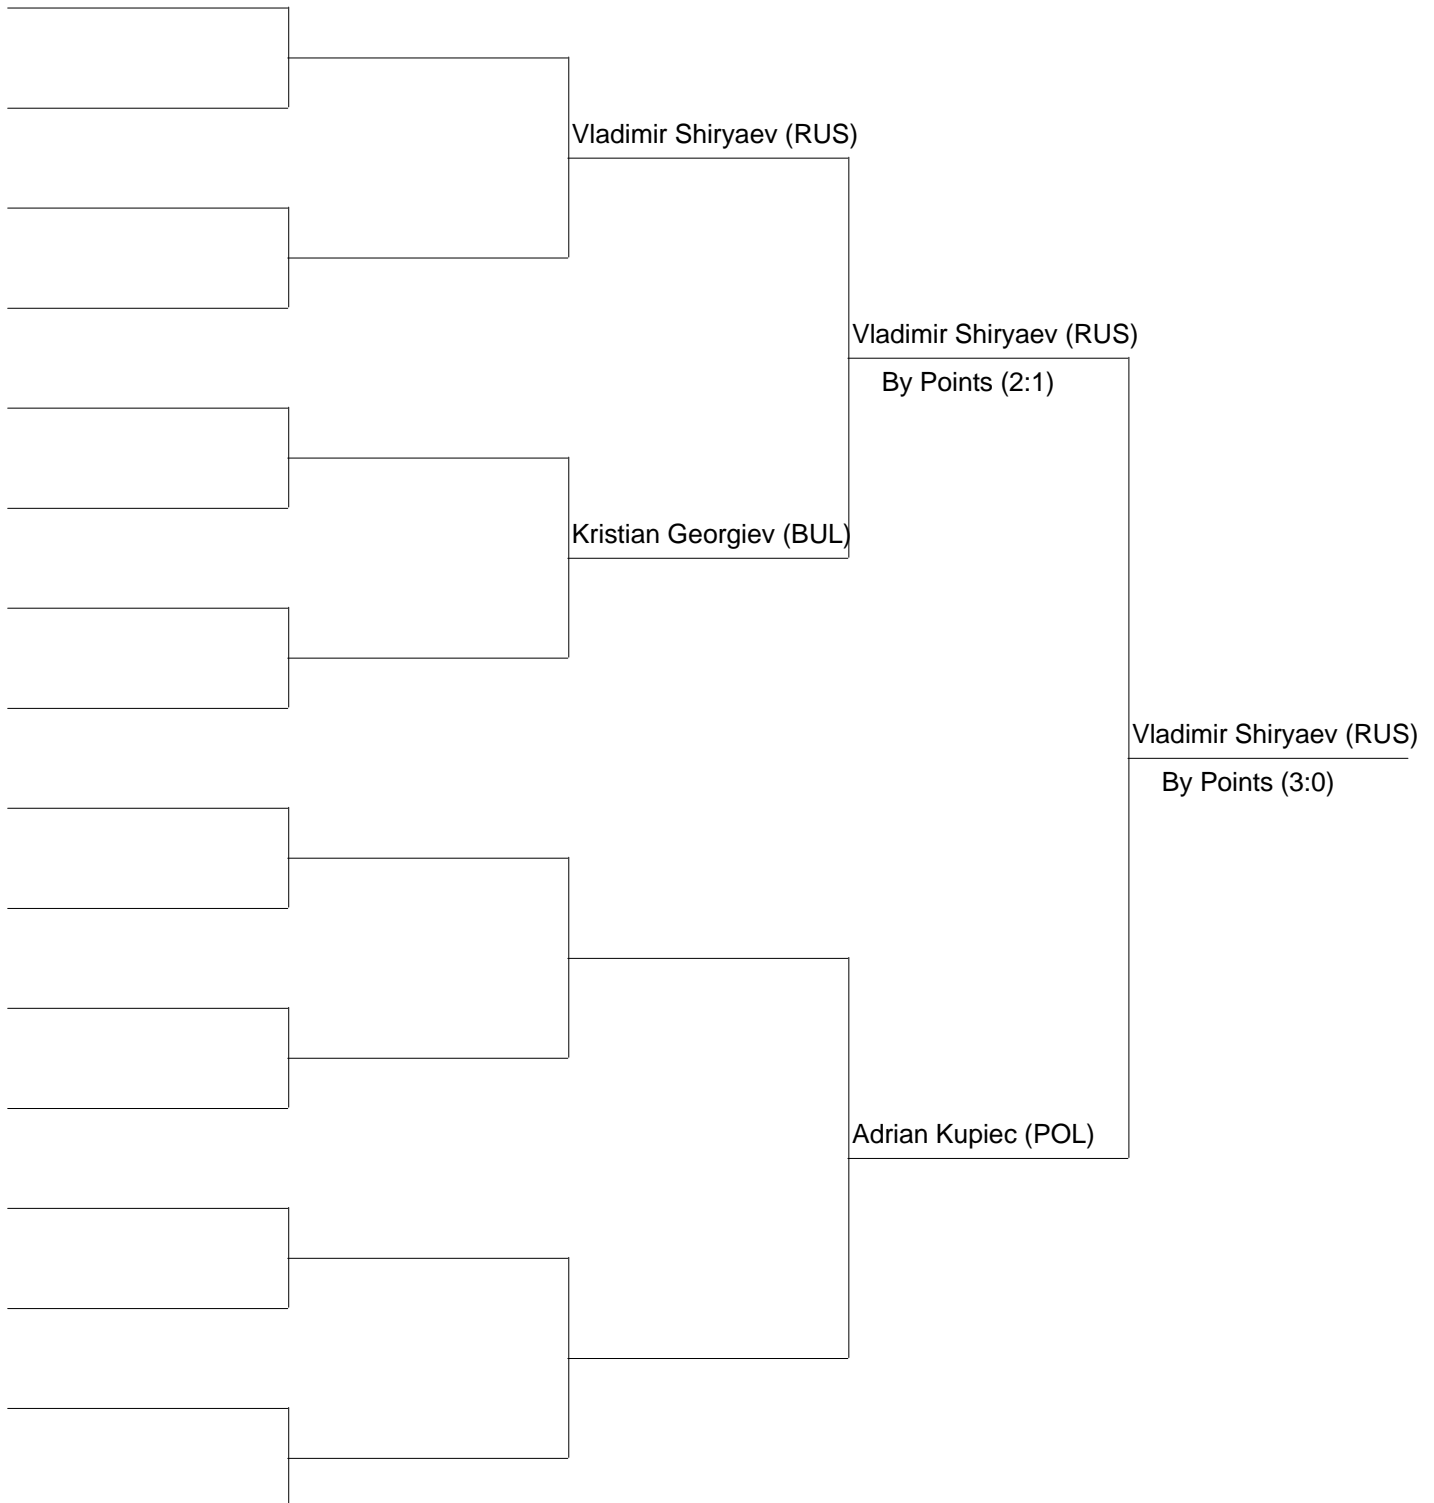 Vladimir Shiryaev (RUS)
Vladimir Shiryaev (RUS)
By Points (2:1)
Kristian Georgiev (BUL)
Vladimir Shiryaev (RUS)
By Points (3:0)
Adrian Kupiec (POL)